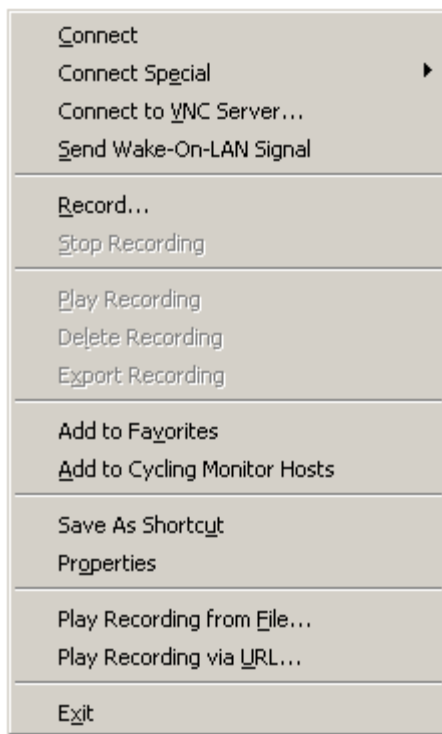 Connect
Connect Special
Connect to VNC Server...
Send Wake-On-LAN Signal
Record...
Stop Recording
Play Recording
Delete Recording
Export Recording
Add to Favorites
Add to Cycling Monitor Hosts
Save As Shortcut
Properties
Play Recording from File...
Play Recording via URL...
Exit